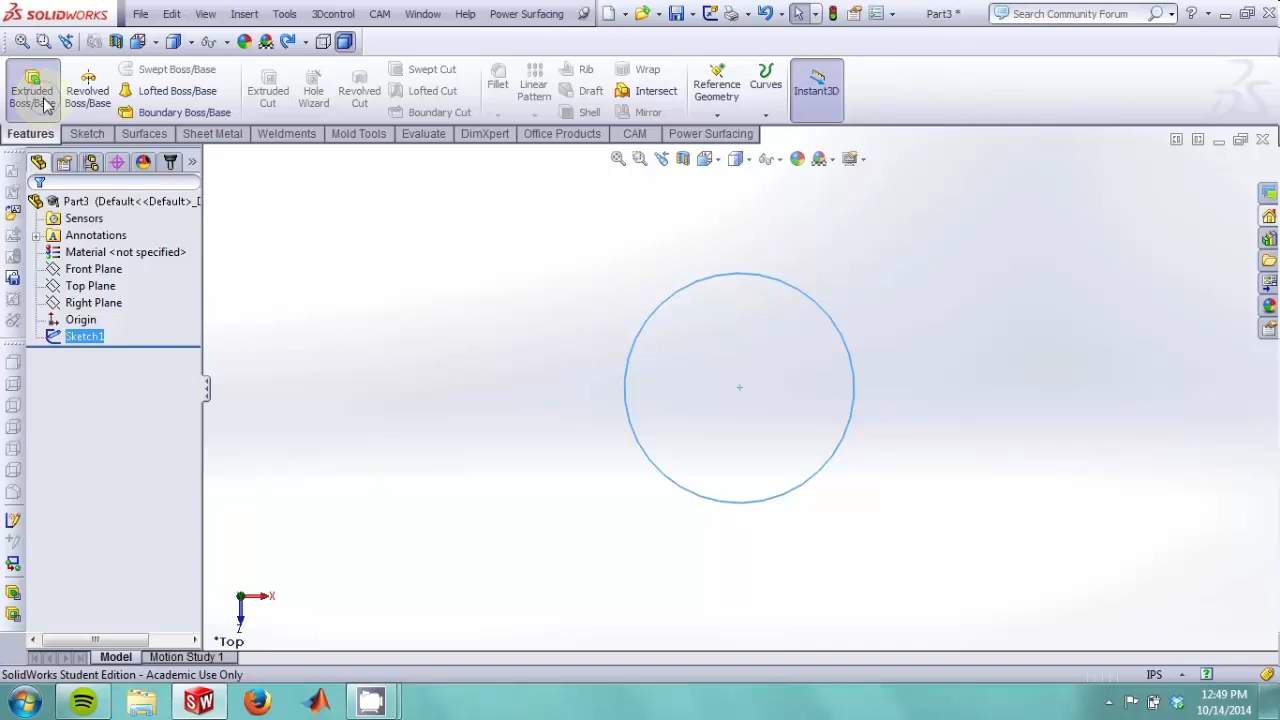 SOLIDWORKS File Edit View Insert Tools 3Dcontrol CAM Window Help Power Surfacing Part3 * Search Community Forum
Extruded Boss/Ba Revolved Boss/Base Swept Boss/Base Lofted Boss/Base Boundary Boss/Base Extruded Cut Hole Wizard Revolved Cut Swept Cut Lofted Cut Boundary Cut Fillet Linear Pattern Rib Draft Shell Wrap Intersect Mirror Reference Geometry Curves Instant3D
Features Sketch Surfaces Sheet Metal Weldments Mold Tools Evaluate DimXpert Office Products CAM Power Surfacing
Part3 (Default<<Default>_D
Sensors
Annotations
Material <not specified>
Front Plane
Top Plane
Right Plane
Origin
Sketch1
X
Z
*Top
Model Motion Study 1
SolidWorks Student Edition - Academic Use Only IPS
12:49 PM
10/14/2014